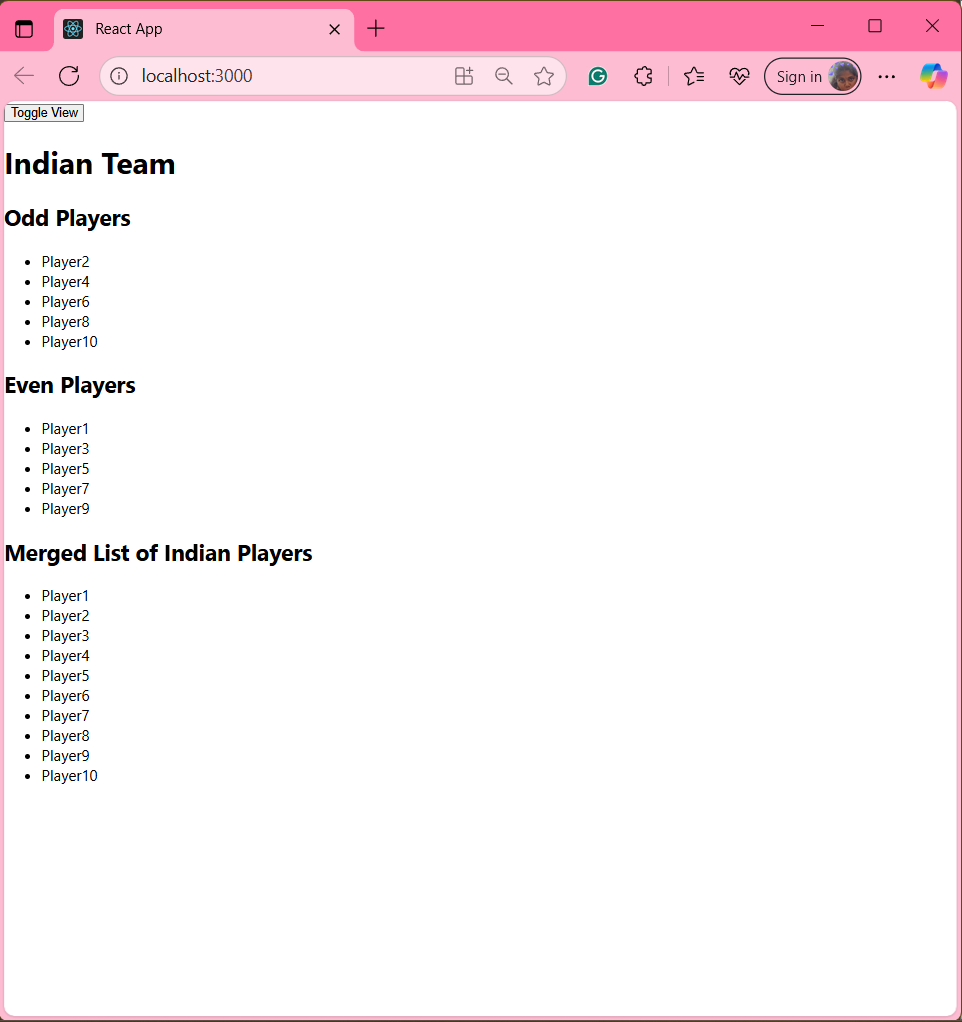 React App
localhost:3000
Sign in
Toggle View
Indian Team
Odd Players
Player2
Player4
Player6
Player8
Player10
Even Players
Player1
Player3
Player5
Player7
Player9
Merged List of Indian Players
Player1
Player2
Player3
Player4
Player5
Player6
Player7
Player8
Player9
Player10